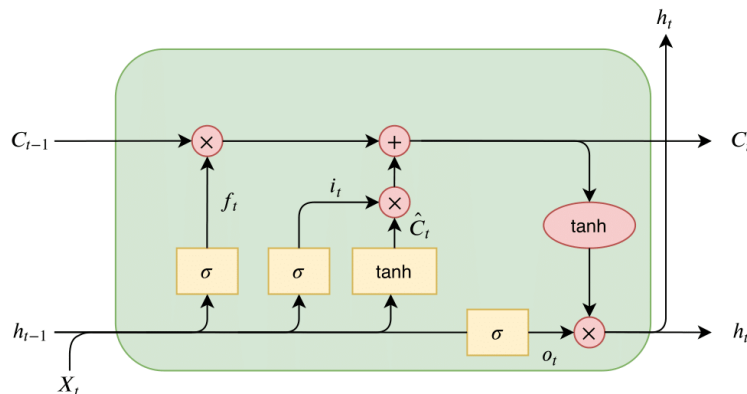 h_t
C_{t-1} × + C_t
f_t i_t × Ĉ_t tanh
σ σ tanh
h_{t-1} σ o_t × h_t
X_t